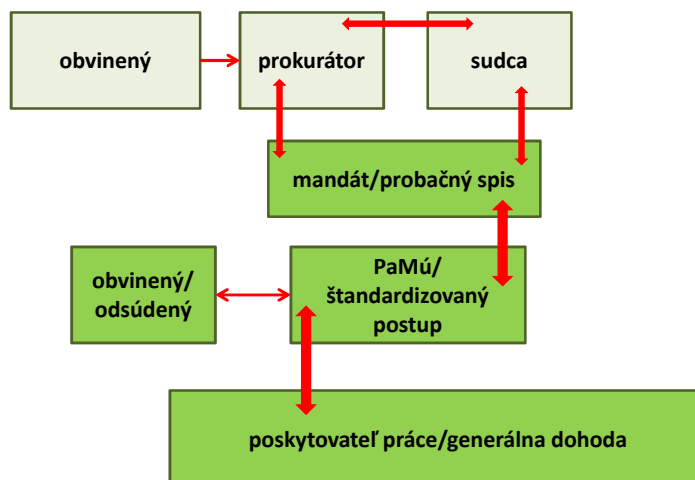 obvinený
prokurátor
sudca
mandát/probačný spis
obvinený/
odsúdený
PaMú/
štandardizovaný
postup
poskytovateľ práce/generálna dohoda